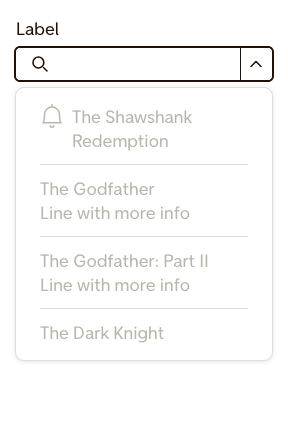 Label
The Shawshank
Redemption
The Godfather
Line with more info
The Godfather: Part II
Line with more info
The Dark Knight